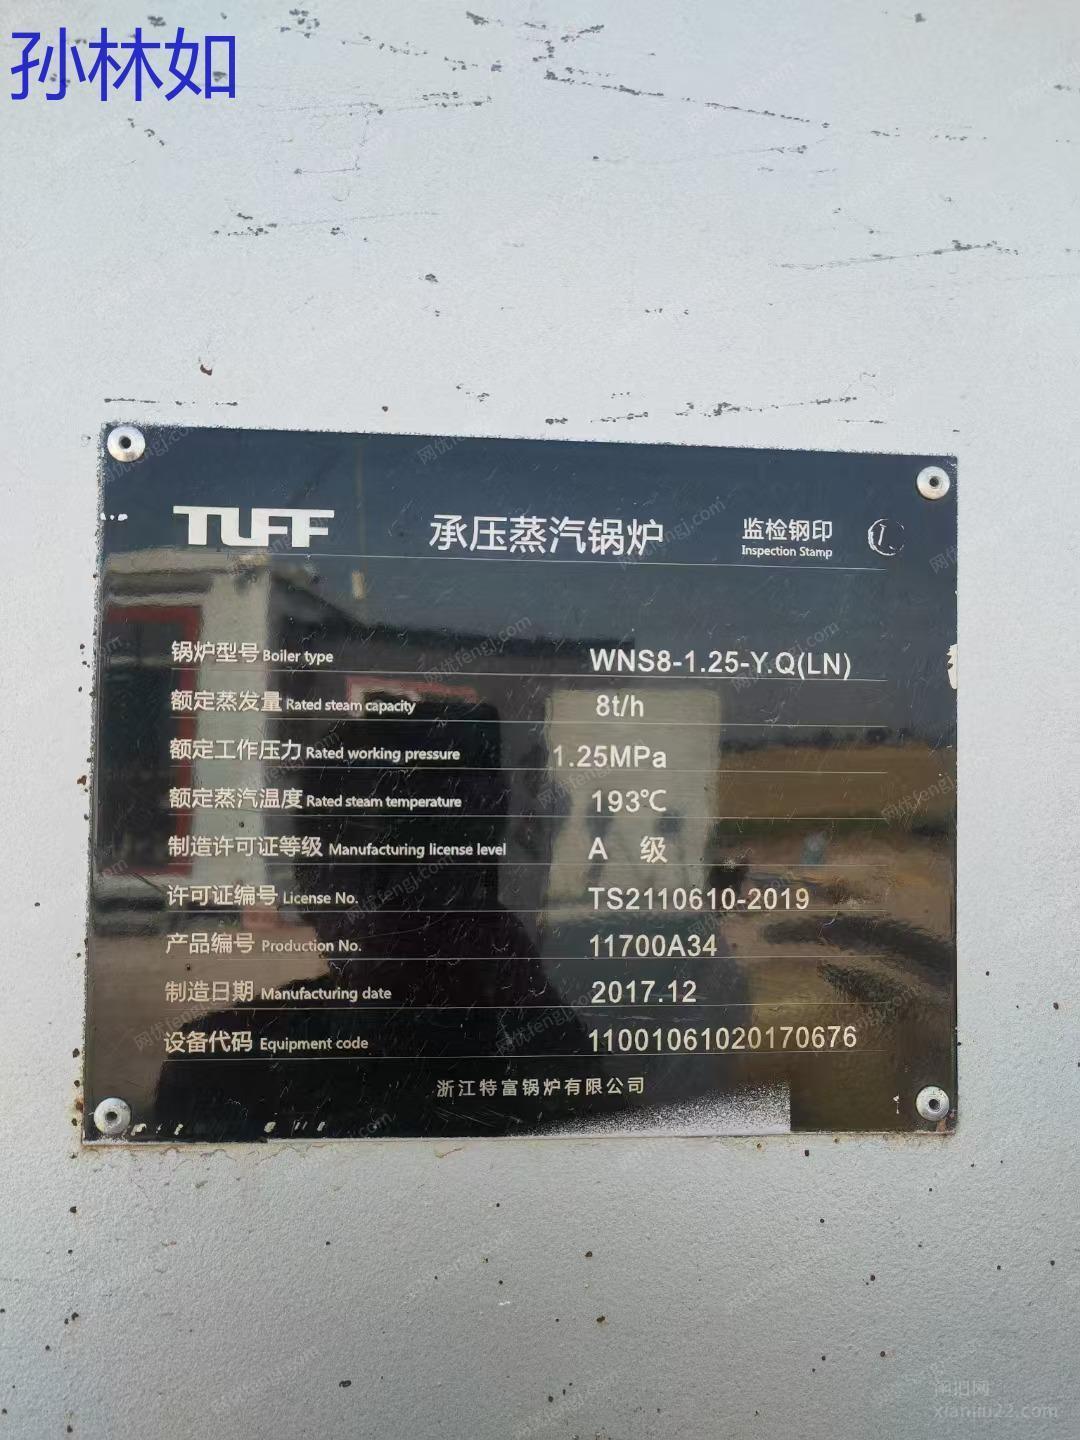 孙林如
TUFF 承压蒸汽锅炉 监检钢印
Inspection Stamp
锅炉型号 Boiler type WNS8-1.25-Y.Q(LN)
额定蒸发量 Rated steam capacity 8t/h
额定工作压力 Rated working pressure 1.25MPa
额定蒸汽温度 Rated steam temperature 193℃
制造许可证等级 Manufacturing license level A 级
许可证编号 License No. TS2110610-2019
产品编号 Production No. 11700A34
制造日期 Manufacturing date 2017.12
设备代码 Equipment code 11001061020170676
浙江特富锅炉有限公司
闲旧网
xianjiu22.com